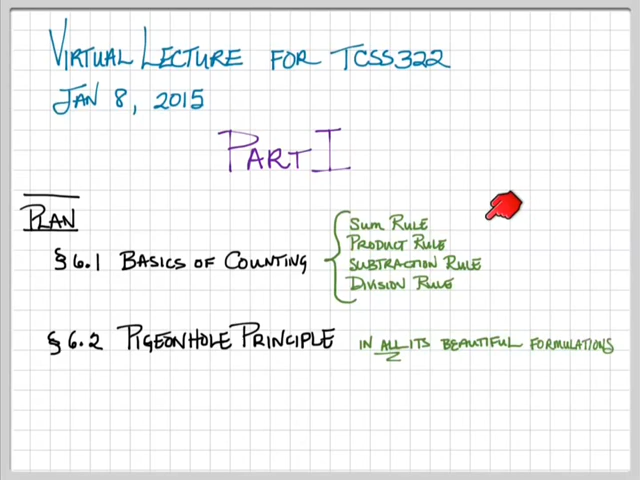 VIRTUAL LECTURE FOR TCSS322
JAN 8, 2015
PART I
PLAN
§ 6.1 BASICS OF COUNTING
SUM RULE
PRODUCT RULE
SUBTRACTION RULE
DIVISION RULE
§ 6.2 PIGEONHOLE PRINCIPLE IN ALL ITS BEAUTIFUL FORMULATIONS